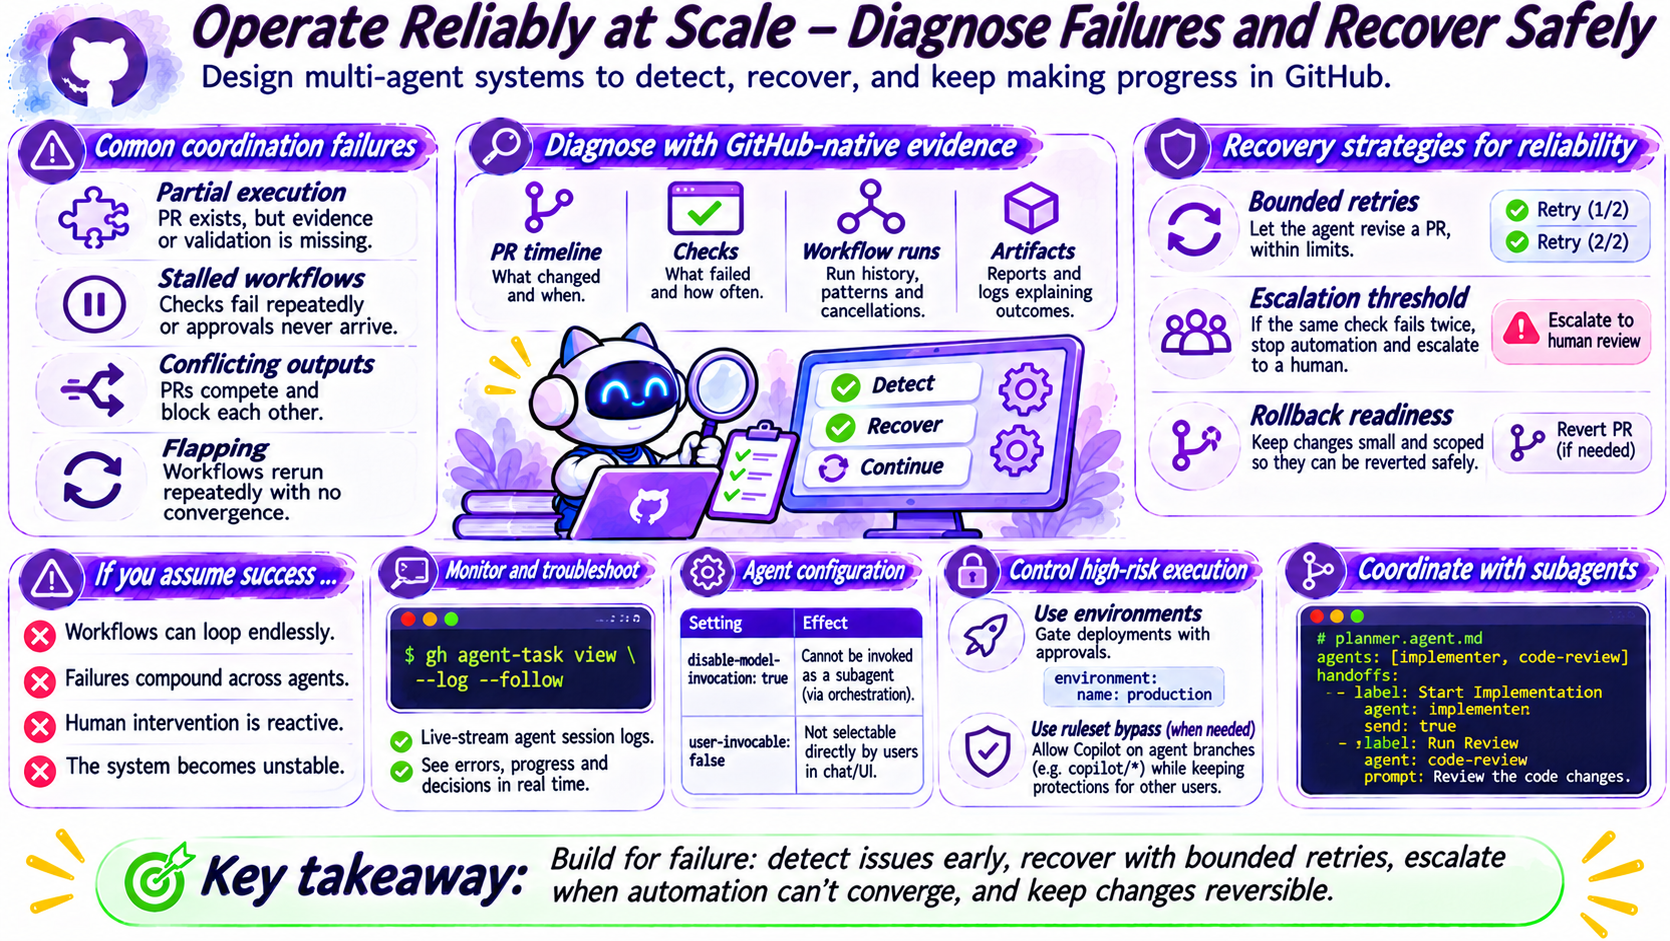 Operate Reliably at Scale – Diagnose Failures and Recover Safely
Design multi-agent systems to detect, recover, and keep making progress in GitHub.
Common coordination failures
Partial execution
PR exists, but evidence
or validation is missing.
Stalled workflows
Checks fail repeatedly
or approvals never arrive.
Conflicting outputs
PRs compete and
block each other.
Flapping
Workflows rerun
repeatedly with no
convergence.
Diagnose with GitHub-native evidence
PR timeline
What changed
and when.
Checks
What failed
and how often.
Workflow runs
Run history,
patterns and
cancellations.
Artifacts
Reports and
logs explaining
outcomes.
Detect
Recover
Continue
Recovery strategies for reliability
Bounded retries
Let the agent revise a PR,
within limits.
Retry (1/2)
Retry (2/2)
Escalation threshold
If the same check fails twice,
stop automation and escalate
to a human.
Escalate to
human review
Rollback readiness
Keep changes small and scoped
so they can be reverted safely.
Revert PR
(if needed)
If you assume success ...
Workflows can loop endlessly.
Failures compound across agents.
Human intervention is reactive.
The system becomes unstable.
Monitor and troubleshoot
$ gh agent-task view \
--log --follow
Live-stream agent session logs.
See errors, progress and
decisions in real time.
Agent configuration
Setting Effect
disable-model-
invocation: true
Cannot be invoked
as a subagent
(via orchestration).
user-invocable:
false
Not selectable
directly by users
in chat/UI.
Control high-risk execution
Use environments
Gate deployments with
approvals.
environment:
name: production
Use ruleset bypass (when needed)
Allow Copilot on agent branches
(e.g. copilot/*) while keeping
protections for other users.
Coordinate with subagents
# planmer.agent.md
agents: [implementer, code-review]
handoffs:
-- label: Start Implementation
agent: implementer
send: true
- label: Run Review
agent: code-review
prompt: Review the code changes.
Key takeaway:
Build for failure: detect issues early, recover with bounded retries, escalate
when automation can't converge, and keep changes reversible.